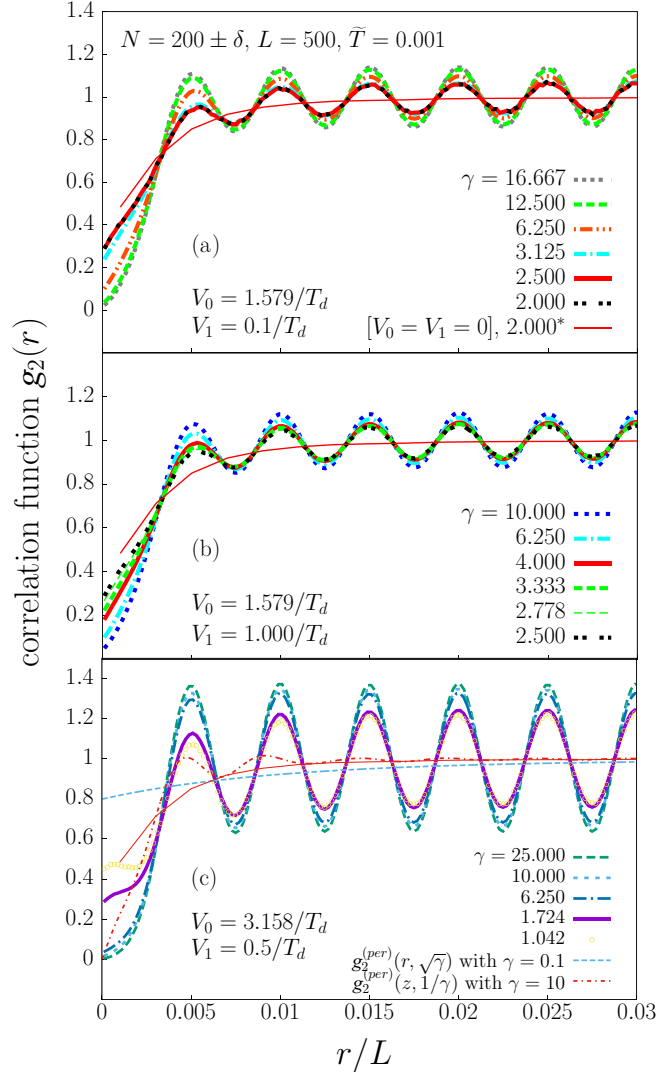 1.4
1.2
1
0.8
0.6
0.4
0.2
0
N = 200 ± δ, L = 500, T̃ = 0.001
γ = 16.667
12.500
6.250
3.125
2.500
2.000
[V₀ = V₁ = 0], 2.000*
(a)
V₀ = 1.579/T_d
V₁ = 0.1/T_d
correlation function g₂(r)
1.2
1
0.8
0.6
0.4
0.2
γ = 10.000
6.250
4.000
3.333
2.778
2.500
(b)
V₀ = 1.579/T_d
V₁ = 1.000/T_d
1.4
1.2
1
0.8
0.6
0.4
0.2
0
γ = 25.000
10.000
6.250
1.724
1.042
g₂^(per)(r, √γ) with γ = 0.1
g₂^(per)(z, 1/γ) with γ = 10
(c)
V₀ = 3.158/T_d
V₁ = 0.5/T_d
0 0.005 0.01 0.015 0.02 0.025 0.03
r/L